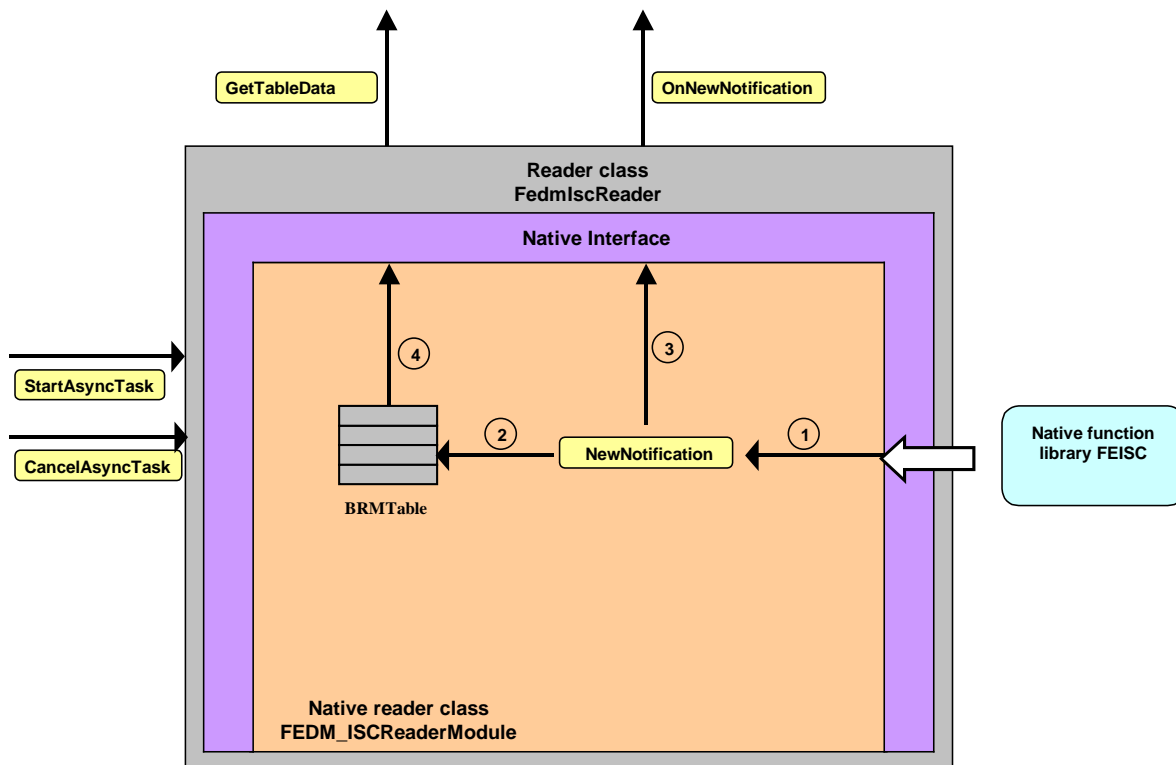 GetTableData
OnNewNotification
Reader class
FedmIscReader
Native Interface
4
3
StartAsyncTask
2
1
NewNotification
Native function
library FEISC
CancelAsyncTask
BRMTable
Native reader class
FEDM_ISCReaderModule